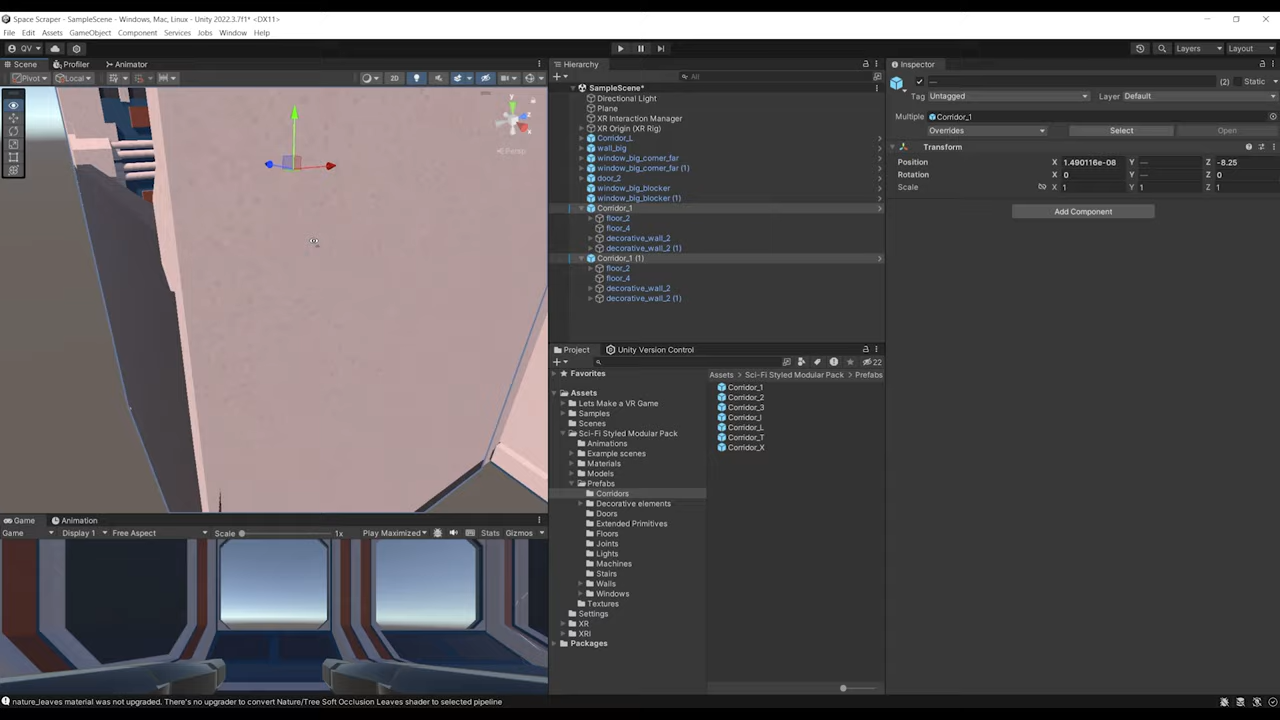 Space Scraper - SampleScene - Windows, Mac, Linux - Unity 2022.3.7f1* <DX11>
File Edit Assets GameObject Component Services Jobs Window Help
QV
Layers Layout
Scene Profiler Animator
Pivot Local 2D
Persp
Hierarchy
All
SampleScene*
Directional Light
Plane
XR Interaction Manager
XR Origin (XR Rig)
Corridor_L
wall_big
window_big_corner_far
window_big_corner_far (1)
door_2
window_big_blocker
window_big_blocker (1)
Corridor_1
floor_2
floor_4
decorative_wall_2
decorative_wall_2 (1)
Corridor_1 (1)
floor_2
floor_4
decorative_wall_2
decorative_wall_2 (1)
Inspector
— (2) Static
Tag Untagged Layer Default
Multiple Corridor_1
Overrides Select Open
Transform
Position X 1.490116e-08 Y — Z -8.25
Rotation X 0 Y — Z 0
Scale X 1 Y 1 Z 1
Add Component
Project Unity Version Control
22
Favorites
Assets
Lets Make a VR Game
Samples
Scenes
Sci-Fi Styled Modular Pack
Animations
Example scenes
Materials
Models
Prefabs
Corridors
Decorative elements
Doors
Extended Primitives
Floors
Joints
Lights
Machines
Stairs
Walls
Windows
Textures
Settings
XR
XRI
Packages
Assets > Sci-Fi Styled Modular Pack > Prefabs
Corridor_1
Corridor_2
Corridor_3
Corridor_I
Corridor_L
Corridor_T
Corridor_X
Game Animation
Game Display 1 Free Aspect Scale 1x Play Maximized Stats Gizmos
nature_leaves material was not upgraded. There's no upgrader to convert Nature/Tree Soft Occlusion Leaves shader to selected pipeline